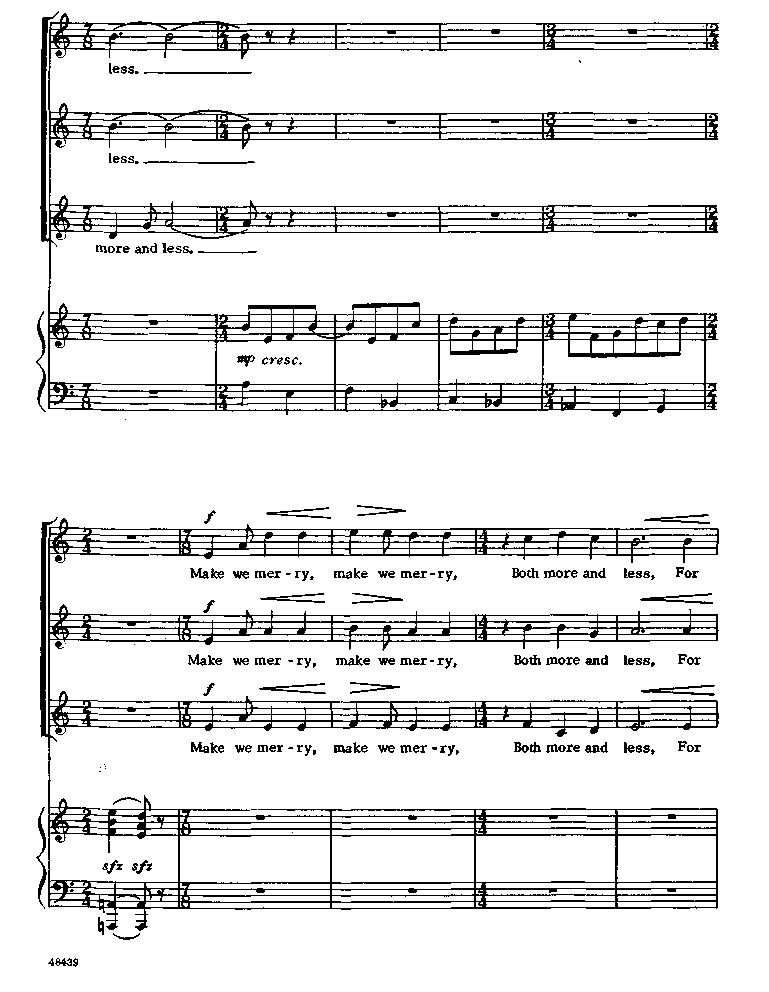 less.
less.
more and less.
mp cresc.
f
Make we mer - ry, make we mer - ry, Both more and less, For
f
Make we mer - ry, make we mer - ry, Both more and less, For
f
Make we mer - ry, make we mer - ry, Both more and less, For
sfz sfz
48439